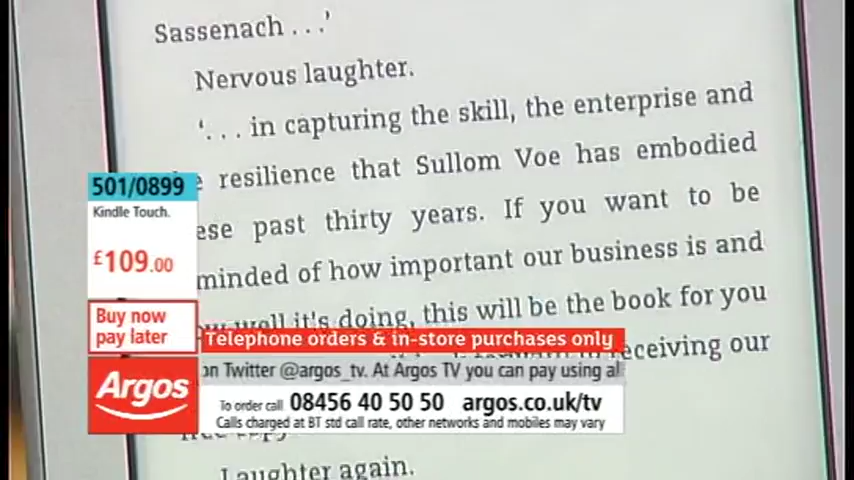 Sassenach . . .’
Nervous laughter.
‘. . . in capturing the skill, the enterprise and
resilience that Sullom Voe has embodied
past thirty years. If you want to be
minded of how important our business is and
well it's doing, this will be the book for you
receiving our
Laughter again.
501/0899
Kindle Touch.
£109.00
Buy now
pay later
Telephone orders & in-store purchases only
on Twitter @argos_tv. At Argos TV you can pay using al
Argos
To order call 08456 40 50 50 argos.co.uk/tv
Calls charged at BT std call rate, other networks and mobiles may vary